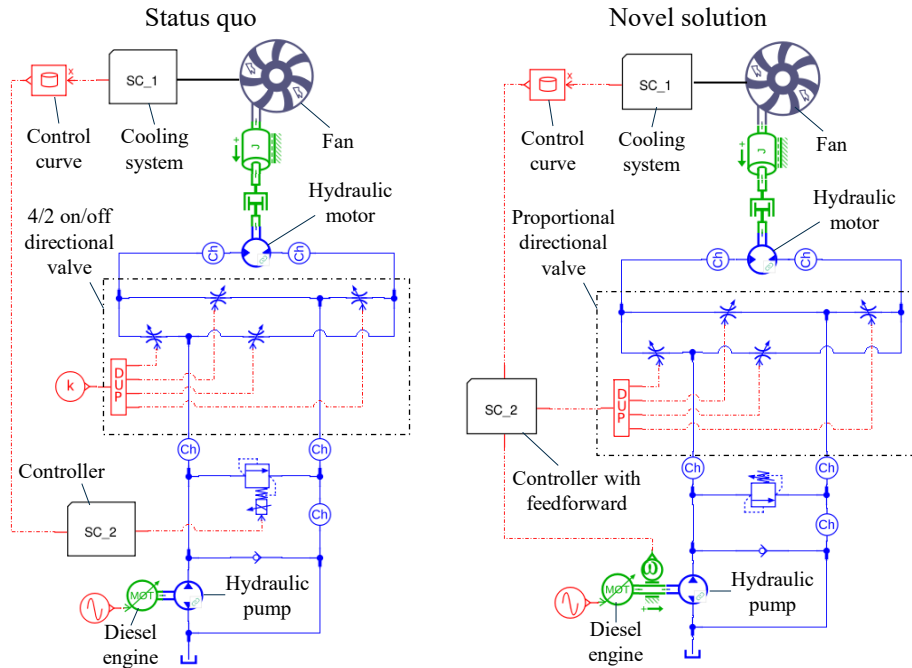 Status quo
SC_1
x
Control
curve
Cooling
system
Fan
J
+
Hydraulic
motor
4/2 on/off
directional
valve
Ch
Ch
k
DUP
Ch
Ch
Controller
Ch
SC_2
MOT
Hydraulic
pump
Diesel
engine
Novel solution
SC_1
x
Control
curve
Cooling
system
Fan
J
+
Hydraulic
motor
Proportional
directional
valve
Ch
Ch
SC_2
DUP
Ch
Ch
Controller with
feedforward
Ch
ω
MOT
+
Hydraulic
pump
Diesel
engine